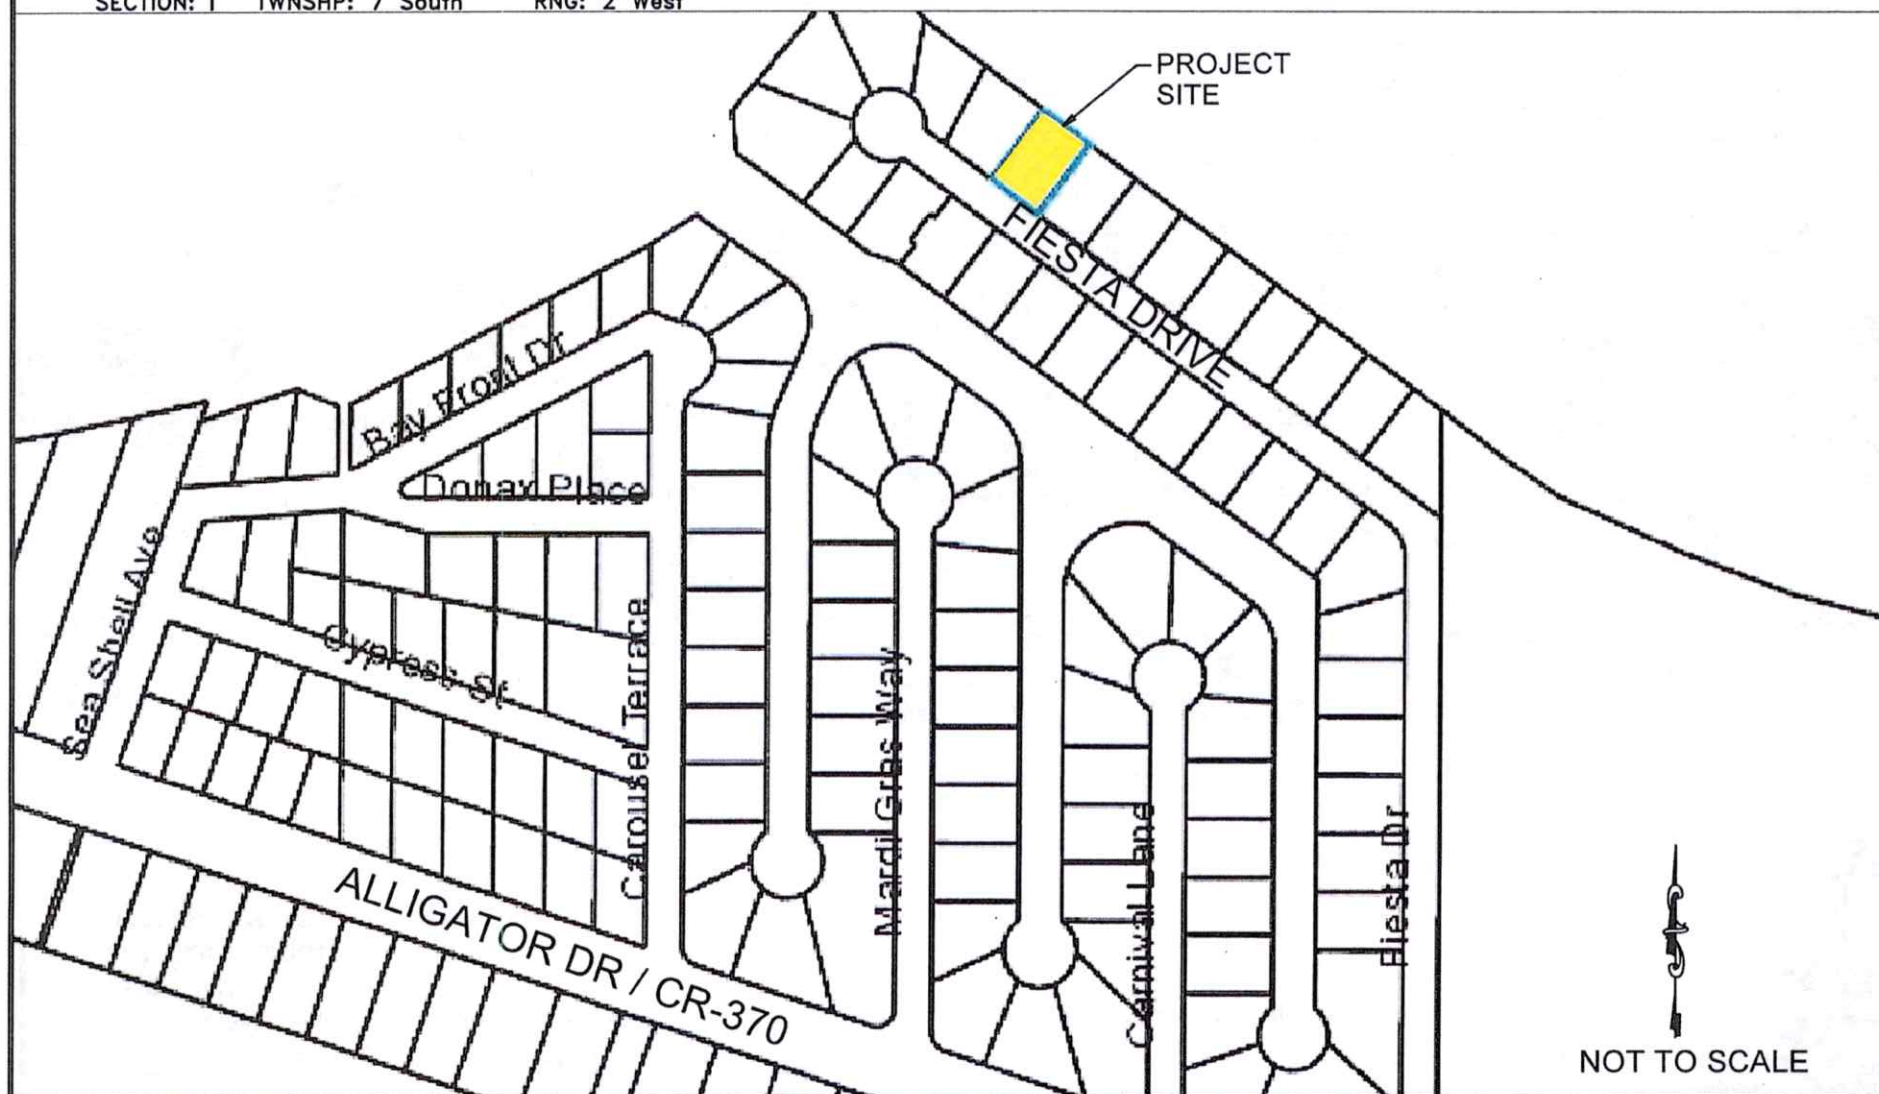 SECTION: 1 TWNSHP: 7 South RNG: 2 West
PROJECT
SITE
FIESTA DRIVE
Bay Front Dr
Donax Place
Sea Shell Ave
Cypress St
Carousel Terrace
Mardi Gras Way
Carnival Lane
Fiesta Dr
ALLIGATOR DR / CR-370
NOT TO SCALE